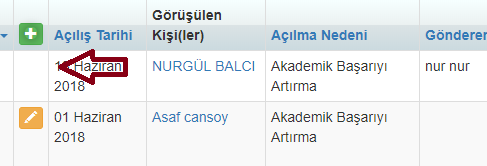 Açılış Tarihi
Görüşülen
Kişi(ler)
Açılma Nedeni
Gönderen
Haziran
2018
NURGÜL BALCI
Akademik Başarıyı
Artırma
nur nur
01 Haziran
2018
Asaf cansoy
Akademik Başarıyı
Artırma